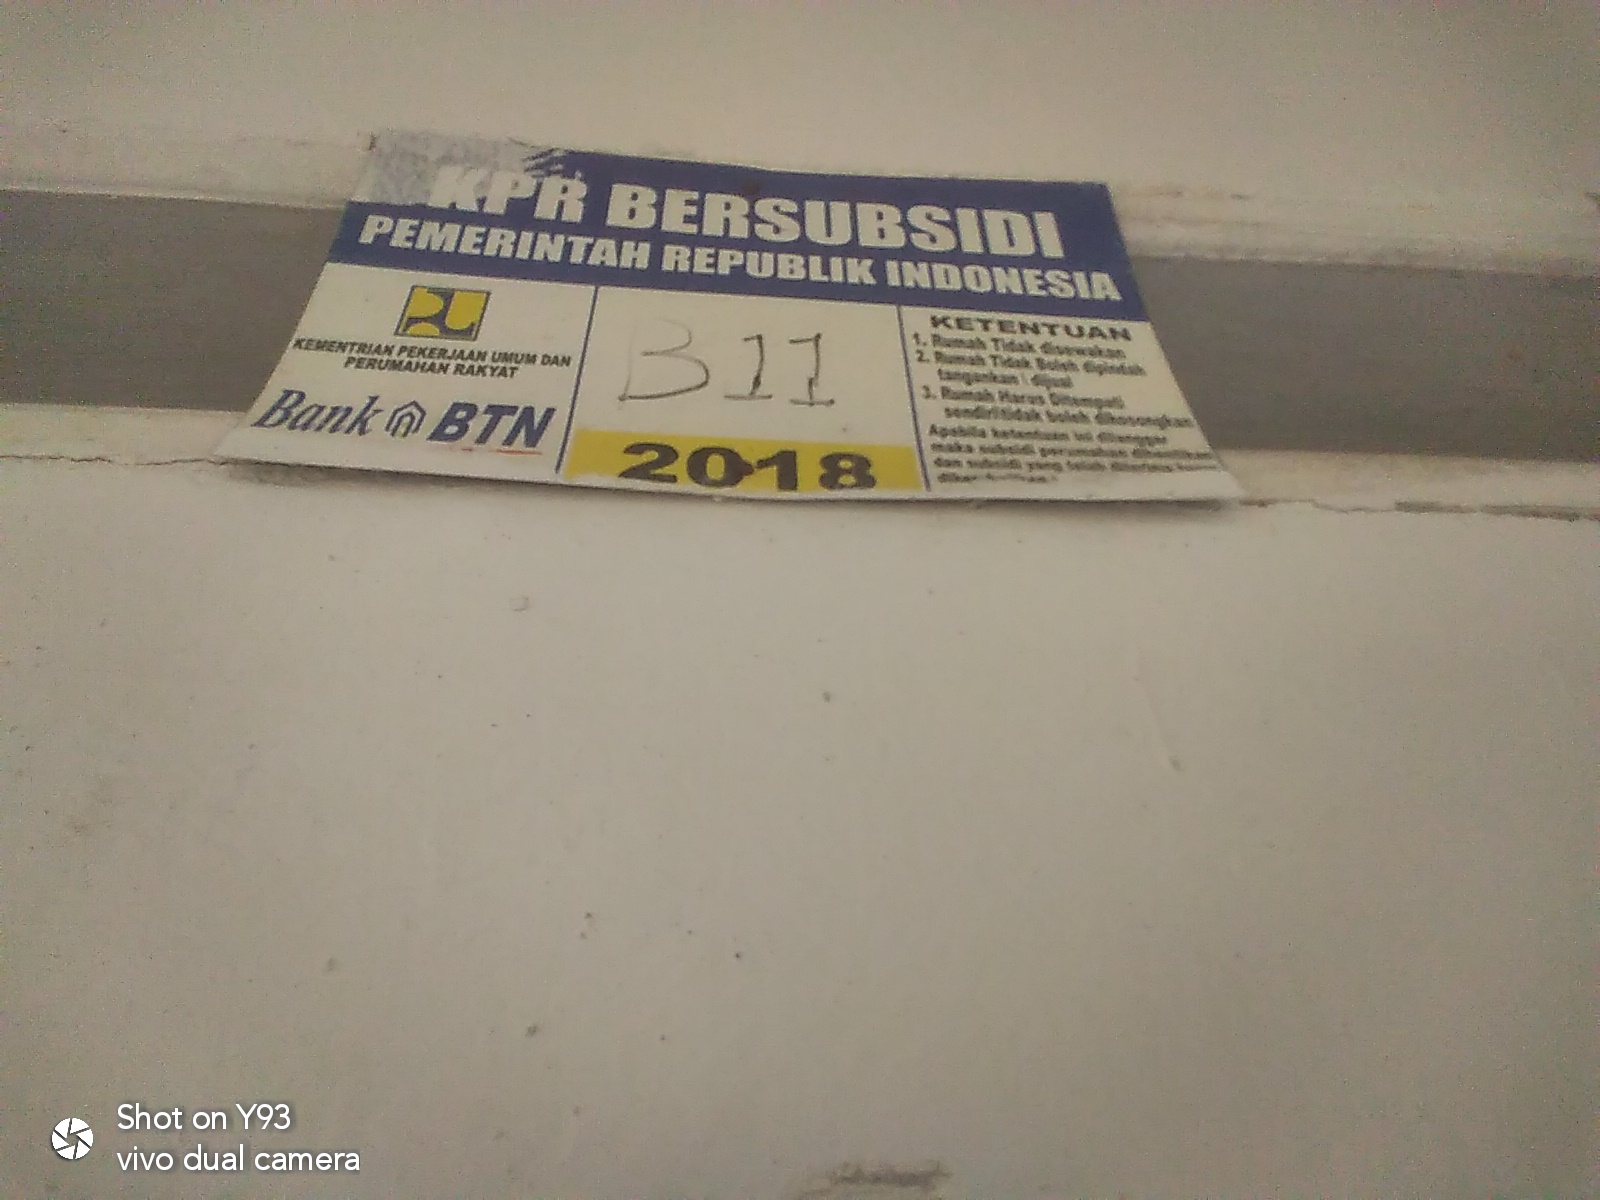 KPR BERSUBSIDI
PEMERINTAH REPUBLIK INDONESIA
KEMENTRIAN PEKERJAAN UMUM DAN
PERUMAHAN RAKYAT
Bank BTN
B11
2018
KETENTUAN
1. Rumah Tidak disewakan
2. Rumah Tidak Boleh dipindah
tangankan \ dijual
3. Rumah Harus Ditempati
sendiri tidak boleh dikosongkan
Apabila ketentuan ini dilanggar
maka subsidi perumahan dihentikan
dan subsidi yang telah diterima
Shot on Y93
vivo dual camera